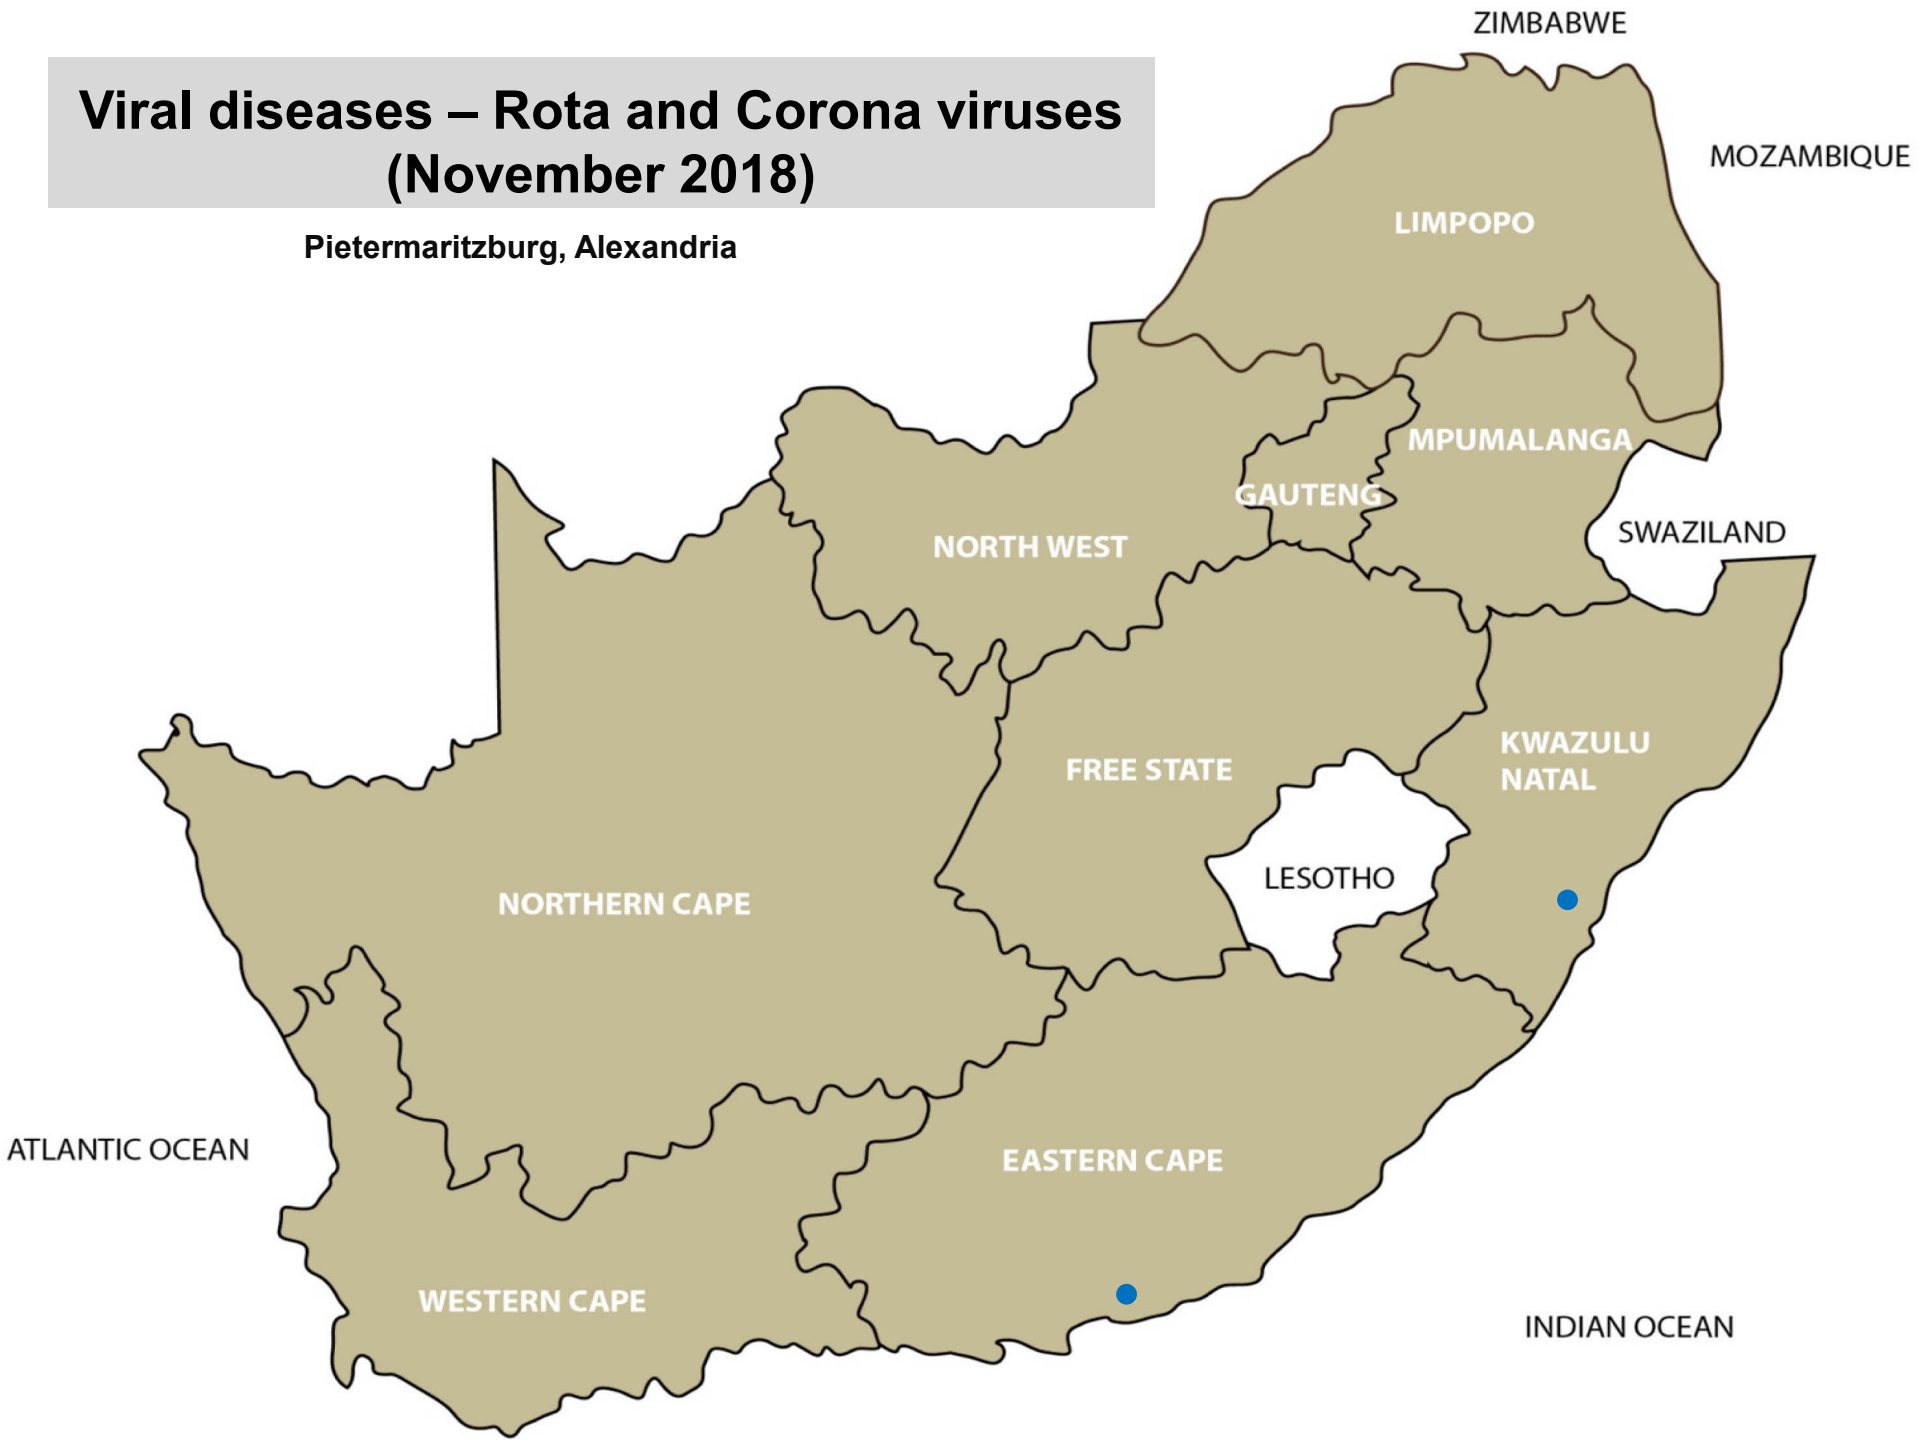 Viral diseases – Rota and Corona viruses
(November 2018)
Pietermaritzburg, Alexandria
ZIMBABWE
MOZAMBIQUE
LIMPOPO
MPUMALANGA
GAUTENG
SWAZILAND
NORTH WEST
KWAZULU
NATAL
FREE STATE
LESOTHO
NORTHERN CAPE
ATLANTIC OCEAN
EASTERN CAPE
WESTERN CAPE
INDIAN OCEAN